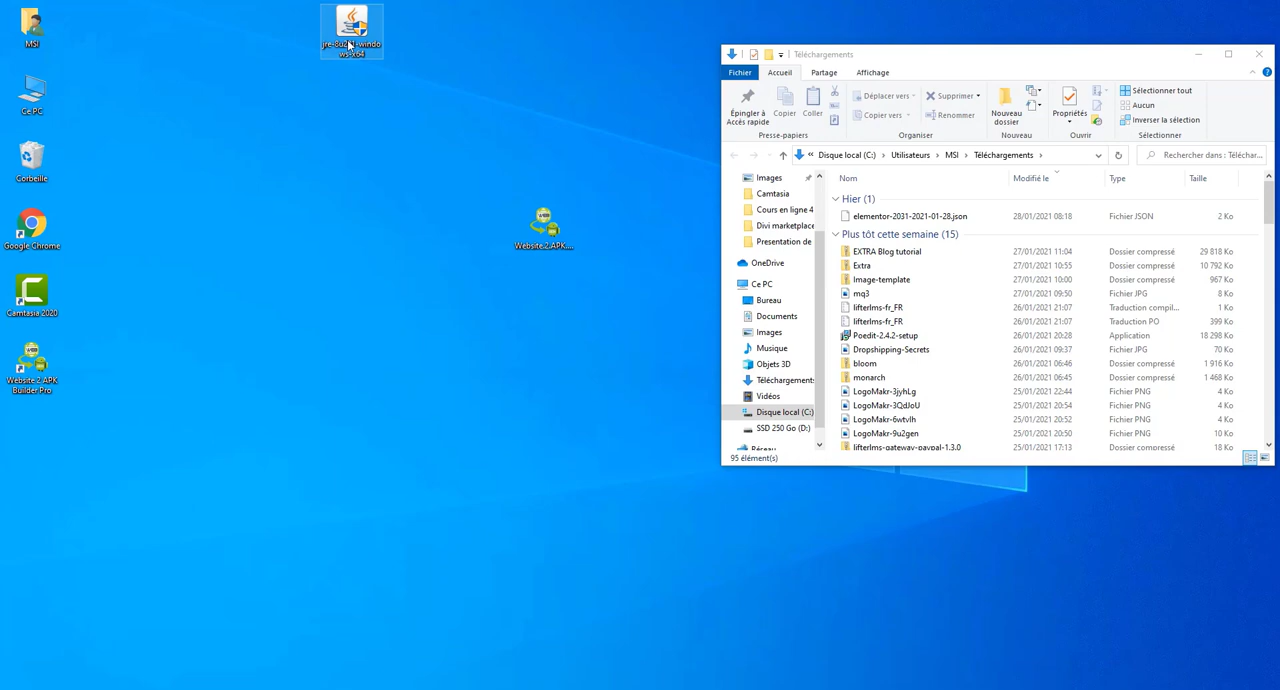 MSI
Ce PC
Corbeille
Google Chrome
Camtasia 2020
Website 2 APK
Builder Pro
ws-x64
Website.2.APK....
Téléchargements
Fichier
Accueil
Partage
Affichage
Épingler à
Accès rapide
Copier
Coller
Déplacer vers
Copier vers
Supprimer
Renommer
Nouveau
dossier
Propriétés
Sélectionner tout
Aucun
Inverser la sélection
Presse-papiers
Organiser
Nouveau
Ouvrir
Sélectionner
« Disque local (C:) > Utilisateurs > MSI > Téléchargements >
Rechercher dans : Téléchar...
Images
Camtasia
Cours en ligne 4
Divi marketplace
Presentation de
OneDrive
Ce PC
Bureau
Documents
Images
Musique
Objets 3D
Téléchargements
Vidéos
Disque local (C:)
SSD 250 Go (D:)
Réseau
Nom Modifié le Type Taille
Hier (1)
elementor-2031-2021-01-28.json 28/01/2021 08:18 Fichier JSON 2 Ko
Plus tôt cette semaine (15)
EXTRA Blog tutorial 27/01/2021 11:04 Dossier compressé 29 818 Ko
Extra 27/01/2021 10:55 Dossier compressé 10 792 Ko
Image-template 27/01/2021 10:00 Dossier compressé 967 Ko
mq3 27/01/2021 09:50 Fichier JPG 8 Ko
lifterlms-fr_FR 26/01/2021 21:07 Traduction compil... 1 Ko
lifterlms-fr_FR 26/01/2021 21:07 Traduction PO 399 Ko
Poedit-2.4.2-setup 26/01/2021 20:28 Application 18 298 Ko
Dropshipping-Secrets 26/01/2021 09:37 Fichier JPG 70 Ko
bloom 26/01/2021 06:46 Dossier compressé 1 916 Ko
monarch 26/01/2021 06:45 Dossier compressé 1 468 Ko
LogoMakr-3jyhLg 25/01/2021 22:44 Fichier PNG 4 Ko
LogoMakr-3QdJoU 25/01/2021 20:54 Fichier PNG 4 Ko
LogoMakr-6wtvlh 25/01/2021 20:52 Fichier PNG 4 Ko
LogoMakr-9u2gen 25/01/2021 20:50 Fichier PNG 10 Ko
lifterlms-gateway-paypal-1.3.0 25/01/2021 17:13 Dossier compressé 18 Ko
95 élément(s)